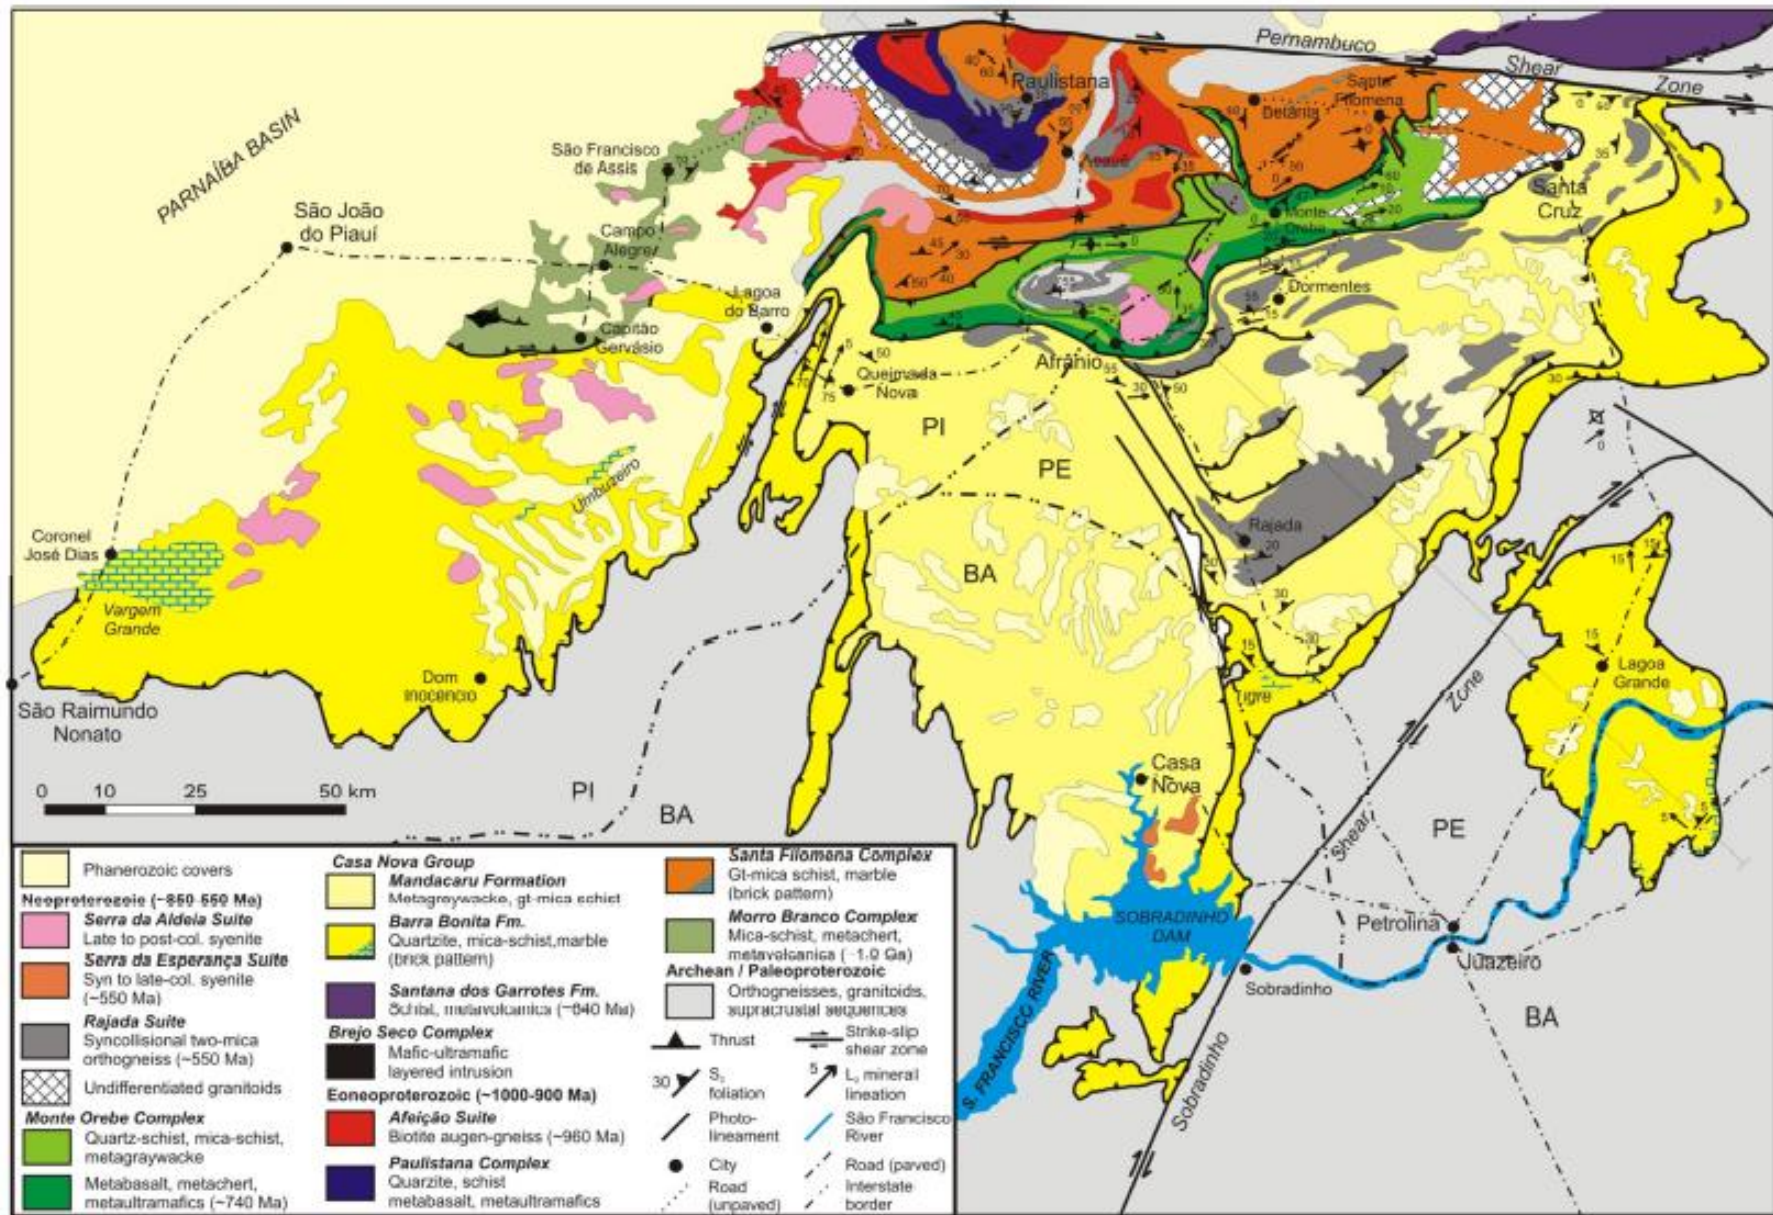 Pernambuco
Shear
Zone
PARNAÍBA BASIN
Paulistana
Santa
Filomena
Betânia
São Francisco
de Assis
Acauã
Santa
Cruz
São João
do Piauí
Campo
Alegre
Monte
Orebe
Lagoa
do Barro
Dormentes
Capitão
Gervásio
Afrânio
Queimada
Nova
PI
PE
Umbuzeiro
Coronel
José Dias
Rajada
BA
Vargem
Grande
Lagoa
Grande
Dom
Inocêncio
Tigre
São Raimundo
Nonato
Zone
Shear
Casa
Nova
0 10 25 50 km
PI
BA
PE
SOBRADINHO
DAM
Petrolina
Juazeiro
Sobradinho
BA
S. FRANCISCO RIVER
Sobradinho
Phanerozoic covers
Neoproterozoic (~850-550 Ma)
Serra da Aldeia Suite
Late to post-col. syenite
Serra da Esperança Suite
Syn to late-col. syenite
(~550 Ma)
Rajada Suite
Syncollisional two-mica
orthogneiss (~550 Ma)
Undifferentiated granitoids
Monte Orebe Complex
Quartz-schist, mica-schist,
metagraywacke
Metabasalt, metachert,
metaultramafics (~740 Ma)
Casa Nova Group
Mandacaru Formation
Metagreywacke, gt-mica schist
Barra Bonita Fm.
Quartzite, mica-schist,marble
(brick pattern)
Santana dos Garrotes Fm.
Schist, metavolcanics (~640 Ma)
Brejo Seco Complex
Mafic-ultramafic
layered intrusion
Eoneoproterozoic (~1000-900 Ma)
Afeição Suite
Biotite augen-gneiss (~960 Ma)
Paulistana Complex
Quarzite, schist
metabasalt, metaultramafics
Santa Filomena Complex
Gt-mica schist, marble
(brick pattern)
Morro Branco Complex
Mica-schist, metachert,
metavolcanics (~1.0 Ga)
Archean / Paleoproterozoic
Orthogneisses, granitoids,
supracrustal sequences
Thrust
Strike-slip
shear zone
30 S₂
foliation
5 L₂ mineral
lineation
Photo-
lineament
São Francisco
River
City
Road (paved)
Road
(unpaved)
Interstate
border